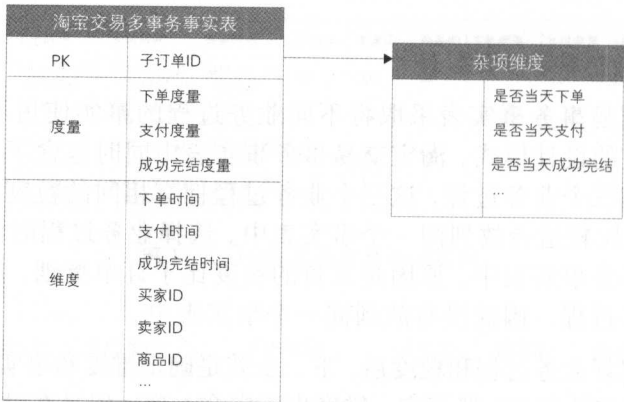 淘宝交易多事务事实表
PK 子订单ID
度量
下单度量
支付度量
成功完结度量
维度
下单时间
支付时间
成功完结时间
买家ID
卖家ID
商品ID
...
杂项维度
是否当天下单
是否当天支付
是否当天成功完结
...